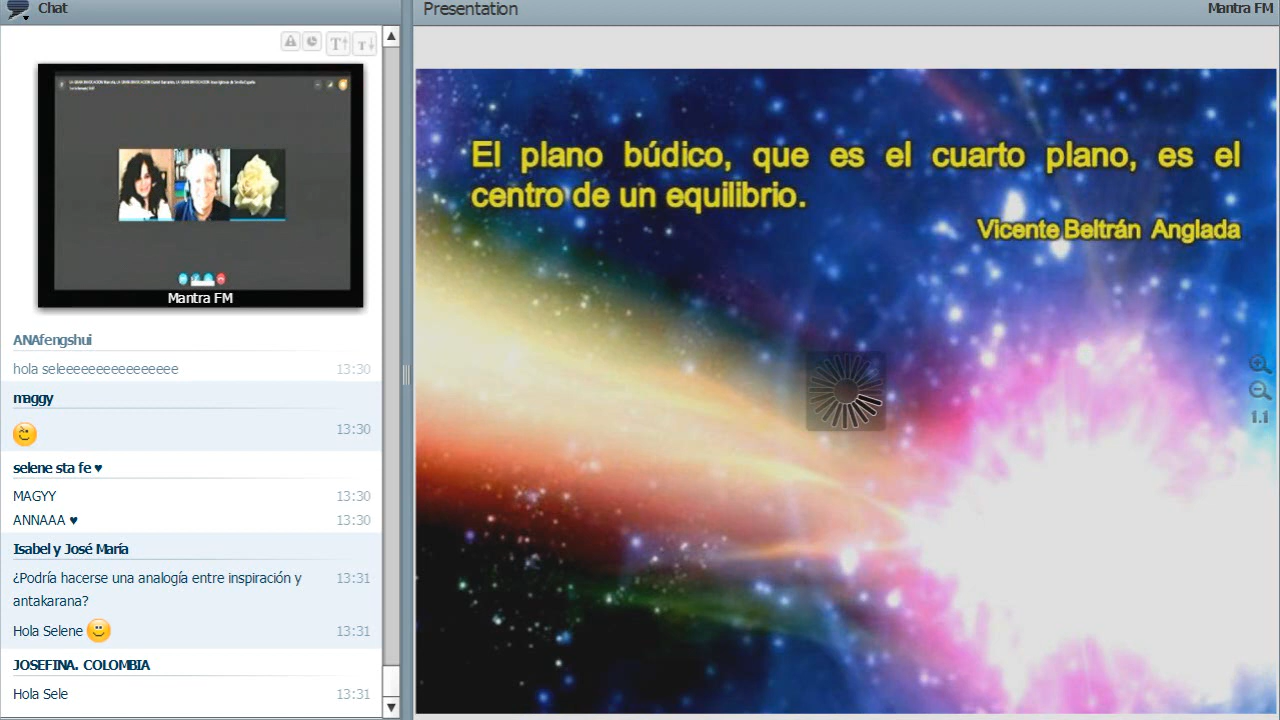 Chat
Presentation
Mantra FM
Mantra FM
ANAfengshui
hola seleeeeeeeeeeeeeee 13:30
maggy
13:30
selene sta fe ♥
MAGYY 13:30
ANNAAA ♥ 13:30
Isabel y José María
¿Podría hacerse una analogía entre inspiración y 13:31
antakarana?
Hola Selene 13:31
JOSEFINA. COLOMBIA
Hola Sele 13:31
El plano búdico, que es el cuarto plano, es el
centro de un equilibrio.
Vicente Beltrán Anglada
1.1